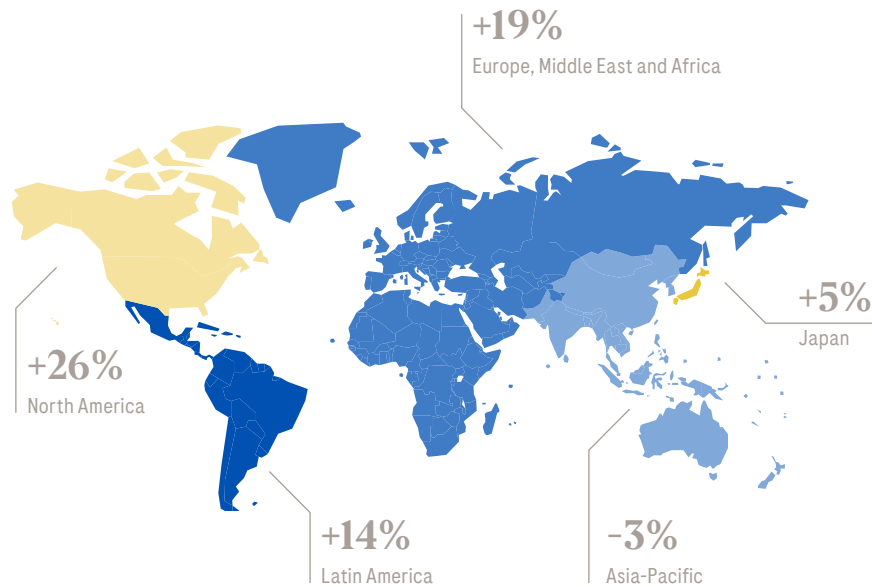 +19%
Europe, Middle East and Africa
+5%
Japan
+26%
North America
+14%
Latin America
-3%
Asia-Pacific